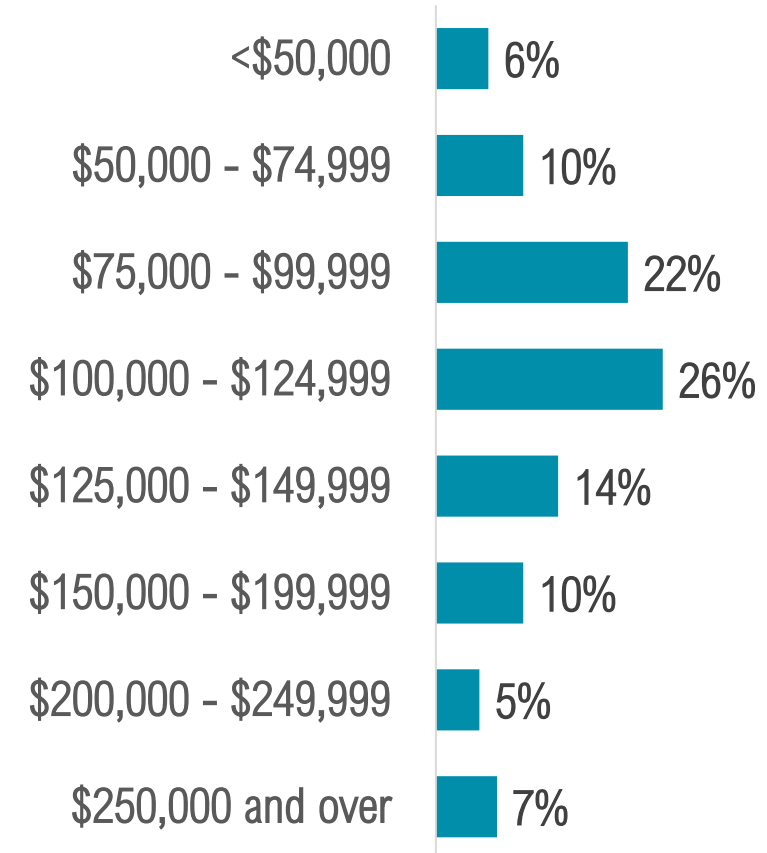 <$50,000 6%
$50,000 - $74,999 10%
$75,000 - $99,999 22%
$100,000 - $124,999 26%
$125,000 - $149,999 14%
$150,000 - $199,999 10%
$200,000 - $249,999 5%
$250,000 and over 7%